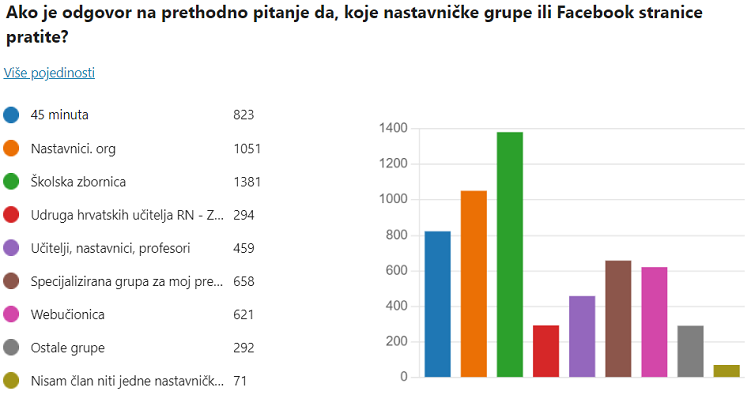 Ako je odgovor na prethodno pitanje da, koje nastavničke grupe ili Facebook stranice
pratite?
Više pojedinosti
45 minuta 823
Nastavnici. org 1051
Školska zbornica 1381
Udruga hrvatskih učitelja RN - Z... 294
Učitelji, nastavnici, profesori 459
Specijalizirana grupa za moj pre... 658
Webučionica 621
Ostale grupe 292
Nisam član niti jedne nastavničk... 71
1400
1200
1000
800
600
400
200
0